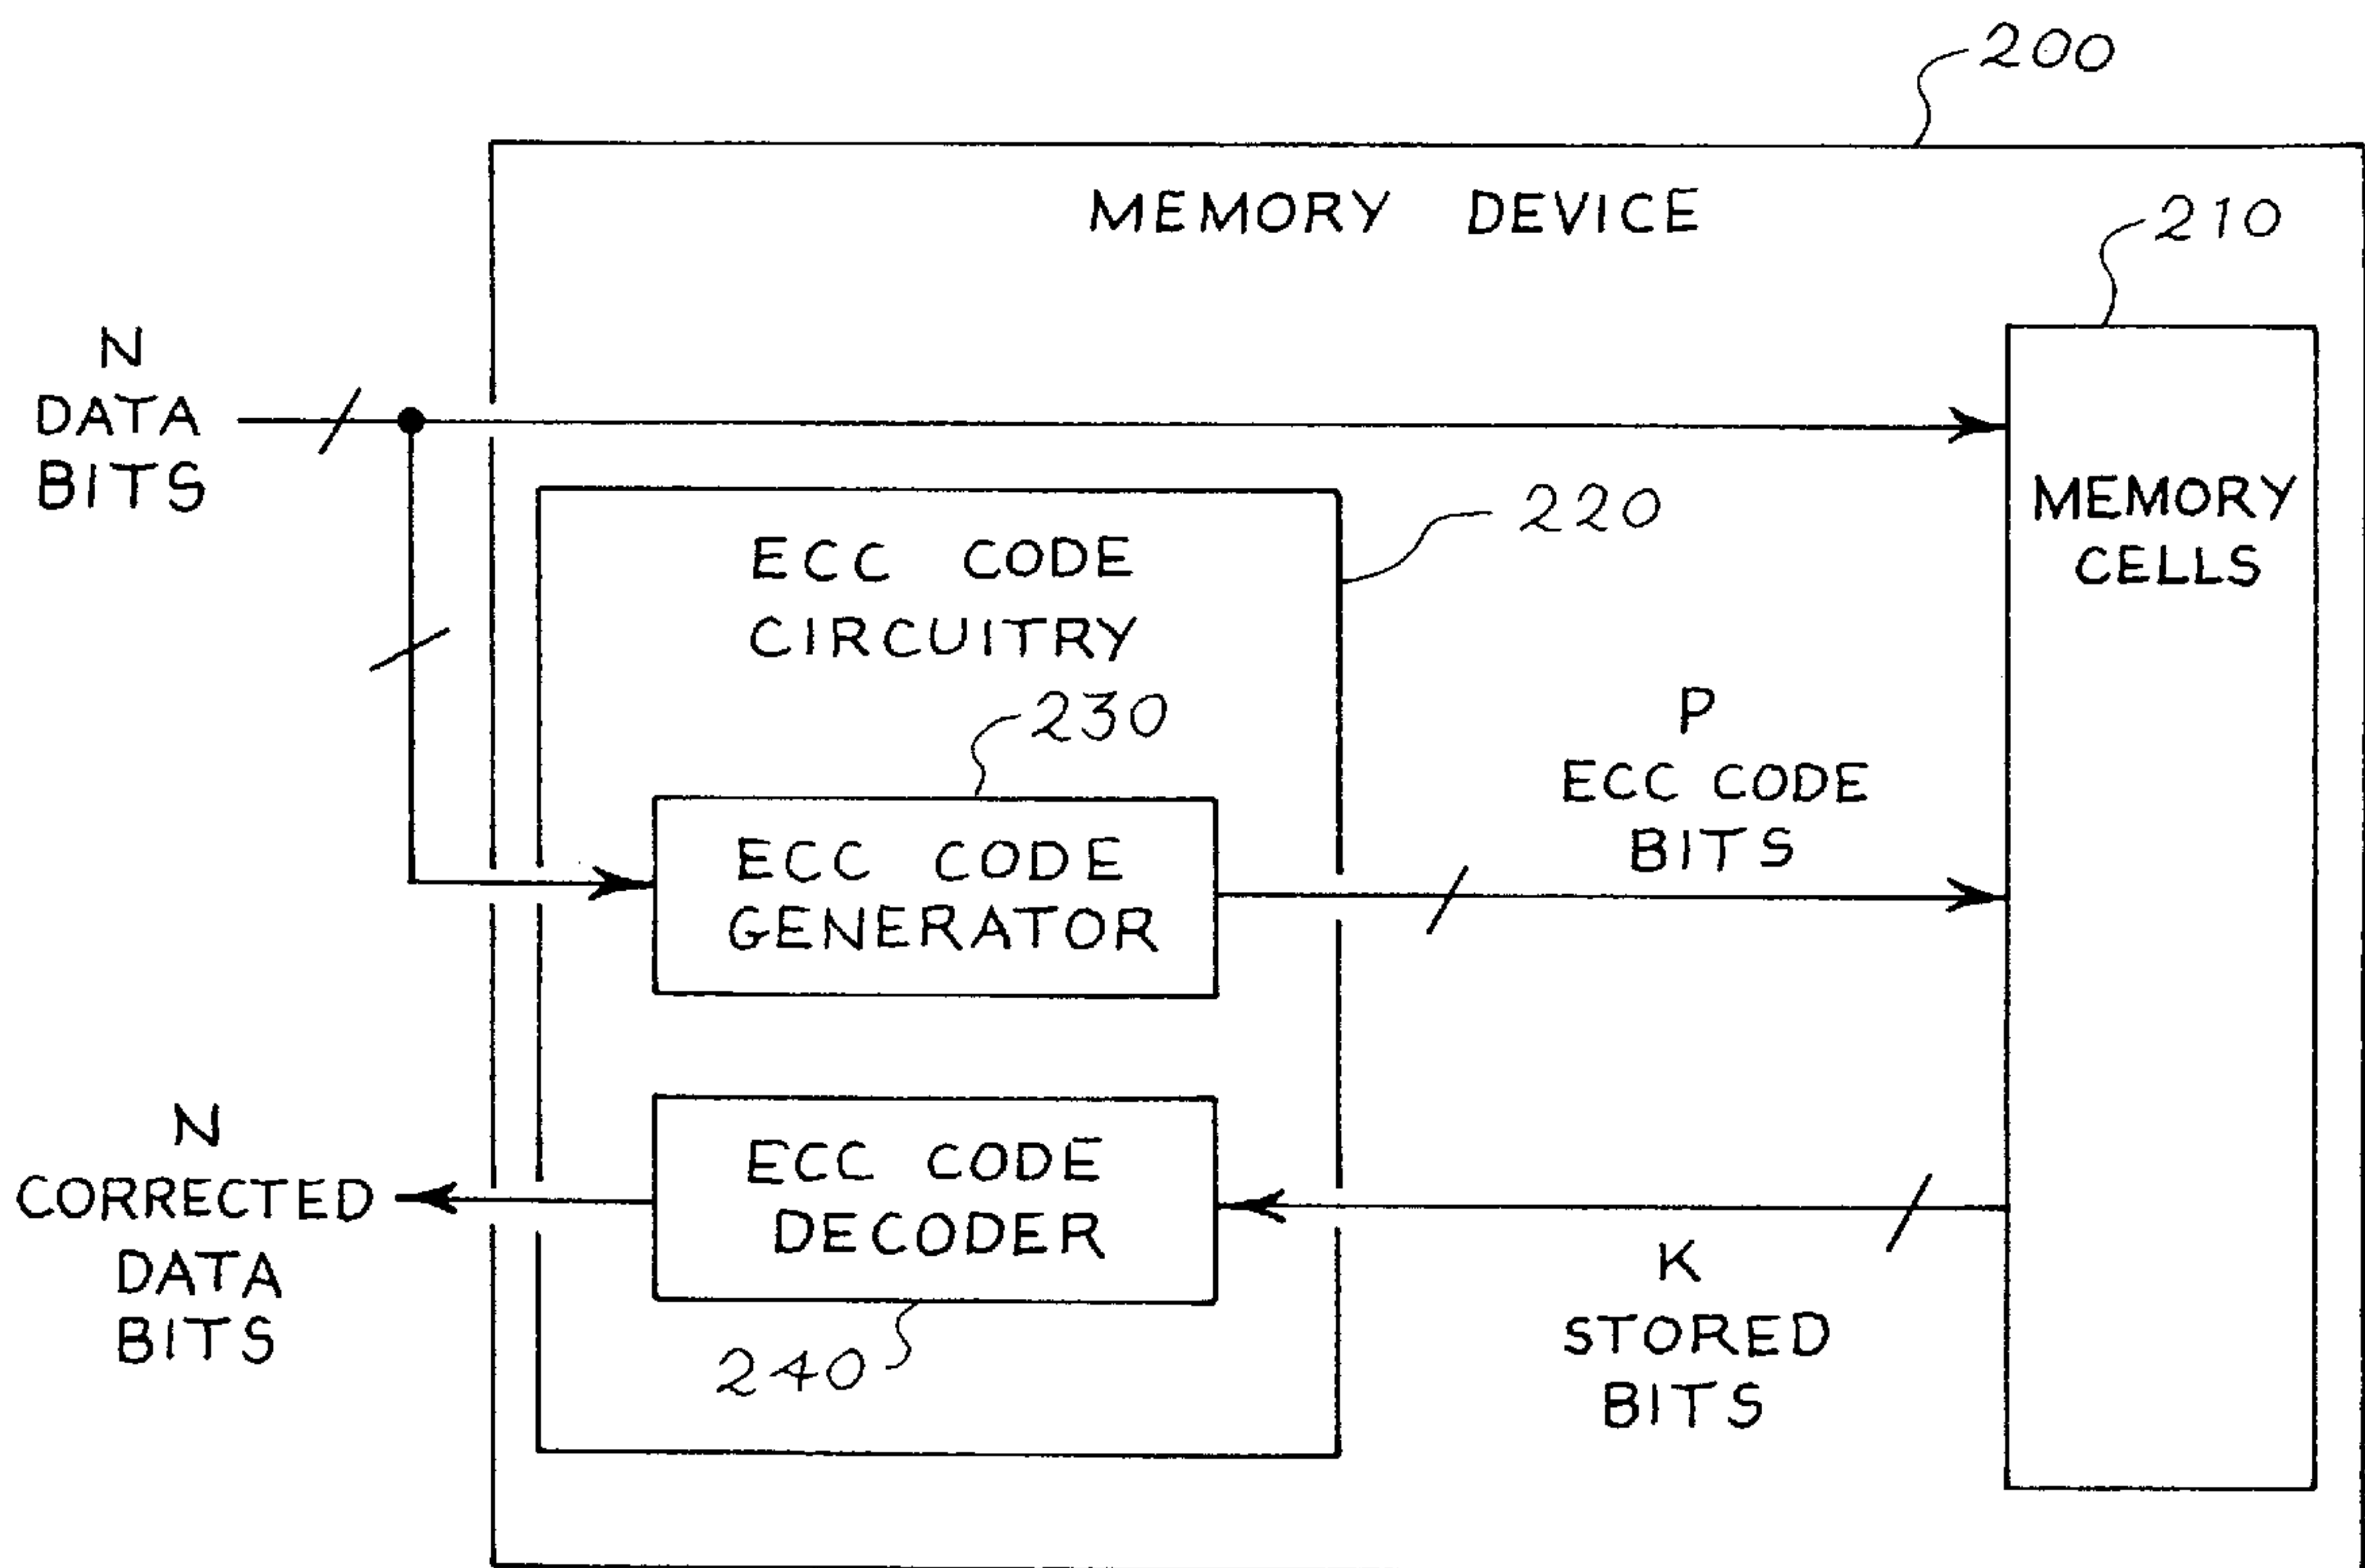 200
MEMORY DEVICE
210
N
DATA
BITS
MEMORY
CELLS
220
ECC CODE
CIRCUITRY
230
P
ECC CODE
BITS
ECC CODE
GENERATOR
N
CORRECTED
DATA
BITS
ECC CODE
DECODER
240
K
STORED
BITS